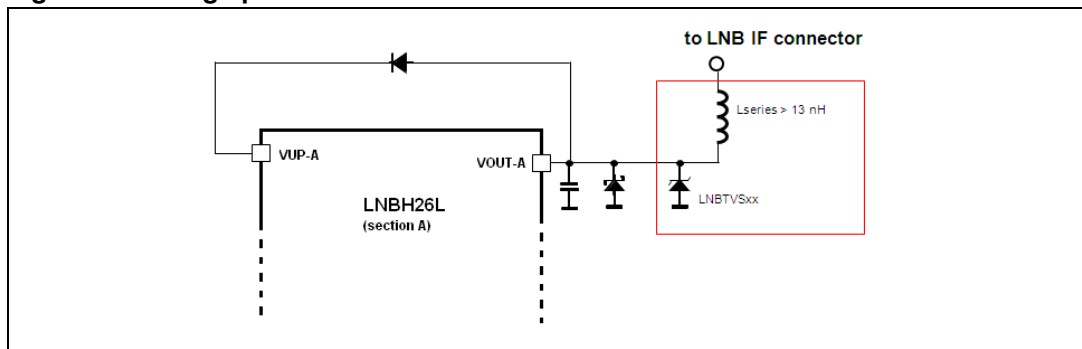 to LNB IF connector
Lseries > 13 nH
VUP-A
VOUT-A
LNBH26L
(section A)
LNBTVSxx